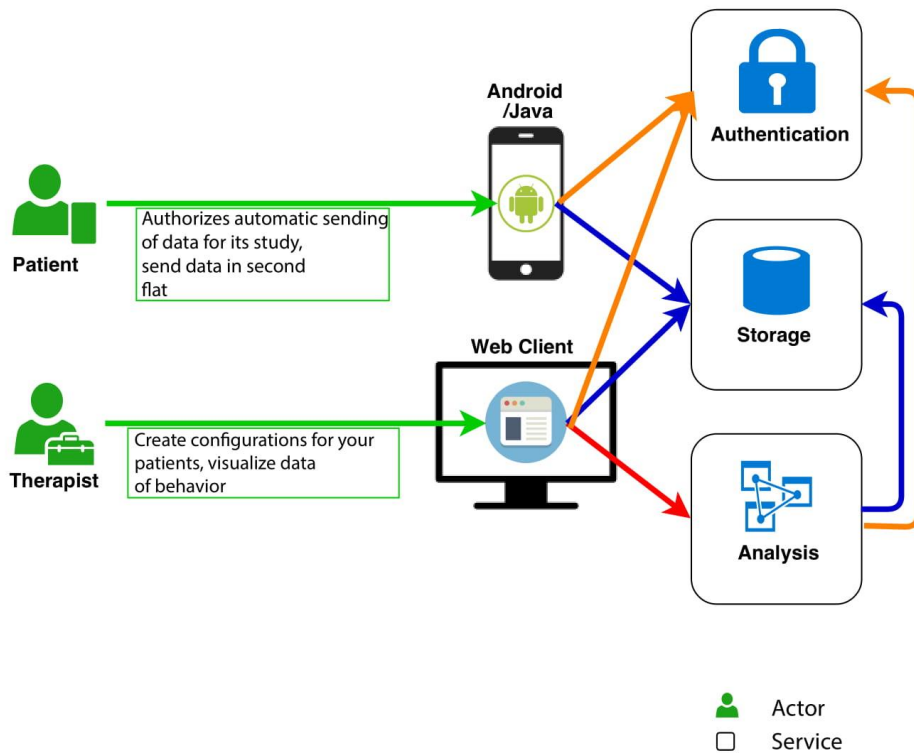 Android
/Java
Authentication
Patient
Authorizes automatic sending
of data for its study,
send data in second
flat
Storage
Web Client
Therapist
Create configurations for your
patients, visualize data
of behavior
Analysis
Actor
Service